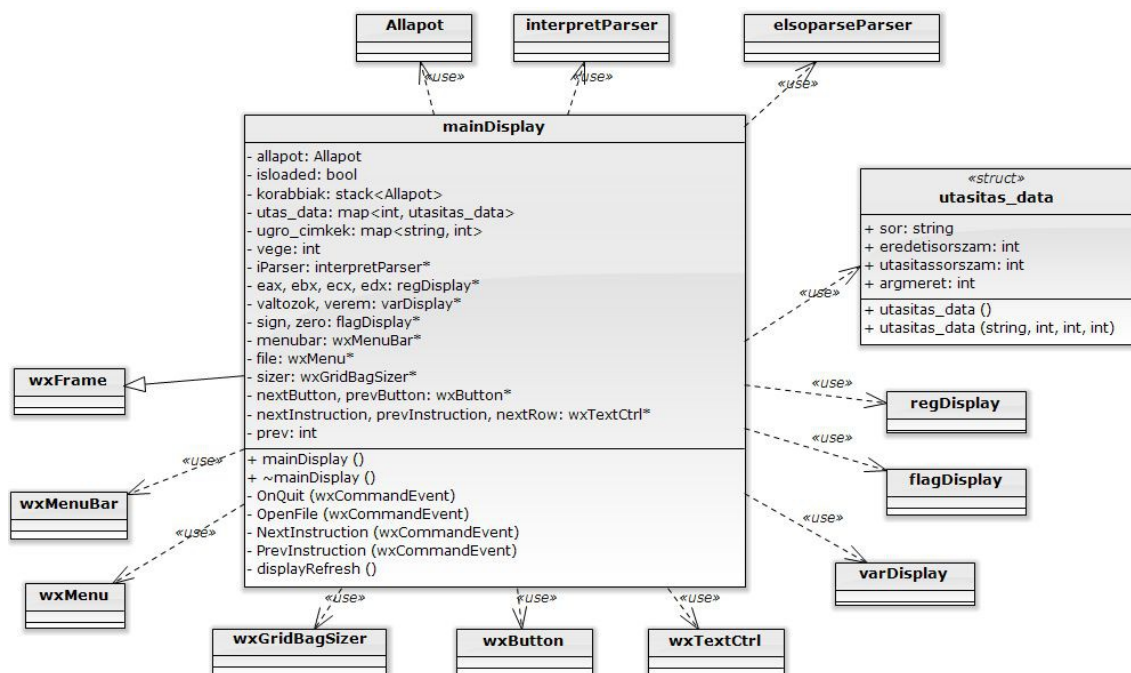 Allapot
interpretParser
elsoparseParser
«use»
«use»
«use»
mainDisplay
- allapot: Allapot
- isloaded: bool
- korabbiak: stack<Allapot>
- utas_data: map<int, utasitas_data>
- ugro_cimkek: map<string, int>
- vege: int
- iParser: interpretParser*
- eax, ebx, ecx, edx: regDisplay*
- valtozok, verem: varDisplay*
- sign, zero: flagDisplay*
- menubar: wxMenuBar*
- file: wxMenu*
- sizer: wxGridBagSizer*
- nextButton, prevButton: wxButton*
- nextInstruction, prevInstruction, nextRow: wxTextCtrl*
- prev: int
+ mainDisplay ()
+ ~mainDisplay ()
- OnQuit (wxCommandEvent)
- OpenFile (wxCommandEvent)
- NextInstruction (wxCommandEvent)
- PrevInstruction (wxCommandEvent)
- displayRefresh ()
«struct»
utasitas_data
+ sor: string
+ eredetisorszam: int
+ utasitassorszam: int
+ argmeret: int
+ utasitas_data ()
+ utasitas_data (string, int, int, int)
«use»
wxFrame
«use»
regDisplay
«use»
flagDisplay
«use»
wxMenuBar
«use»
varDisplay
«use»
wxMenu
«use»
«use»
«use»
wxGridBagSizer
wxButton
wxTextCtrl